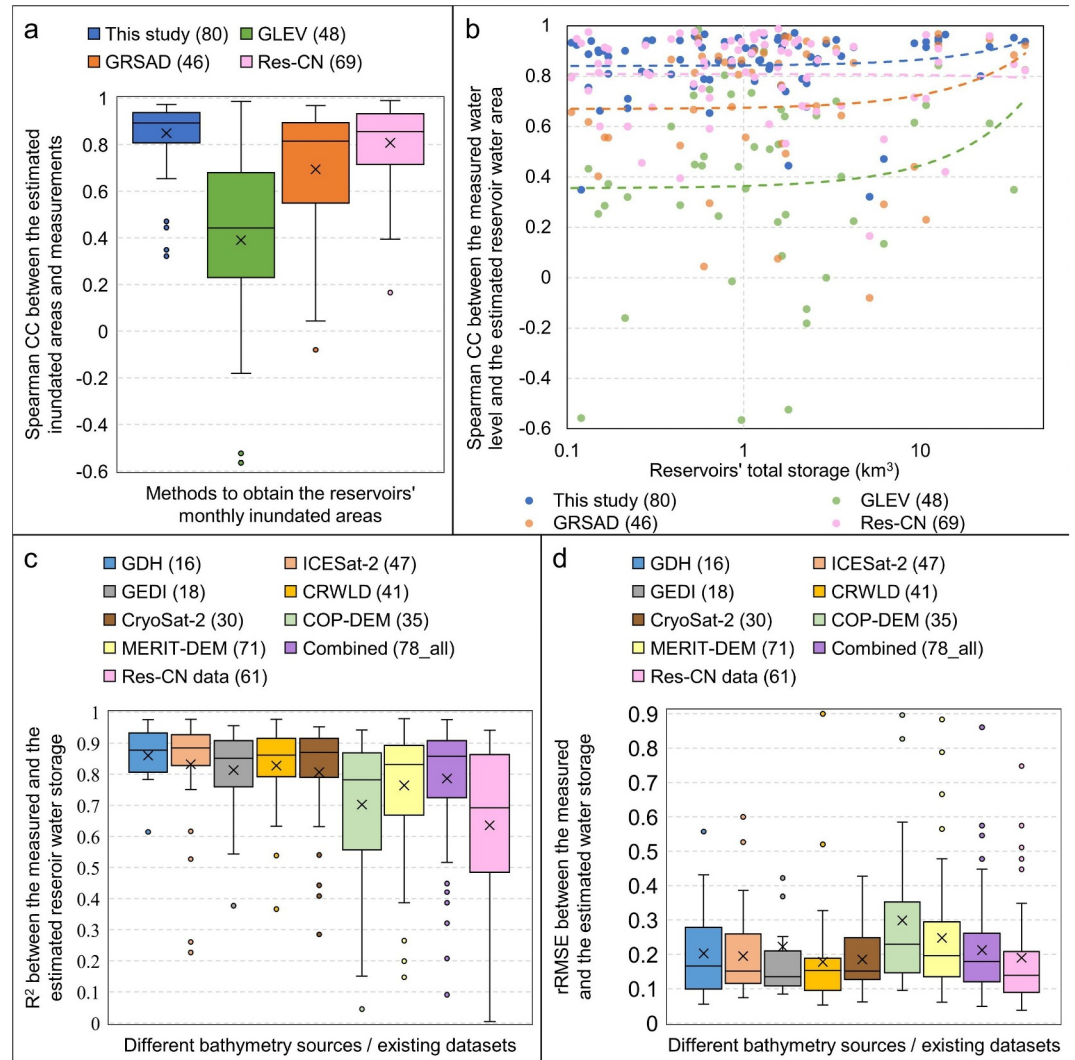 a
This study (80)
GLEV (48)
GRSAD (46)
Res-CN (69)
Spearman CC between the estimated
inundated areas and measurements
1
0.8
0.6
0.4
0.2
0
-0.2
-0.4
-0.6
Methods to obtain the reservoirs'
monthly inundated areas
b
Spearman CC between the measured water
level and the estimated reservoir water area
1
0.8
0.6
0.4
0.2
0
-0.2
-0.4
-0.6
0.1
1
10
Reservoirs' total storage (km³)
This study (80)
GLEV (48)
GRSAD (46)
Res-CN (69)
c
GDH (16)
ICESat-2 (47)
GEDI (18)
CRWLD (41)
CryoSat-2 (30)
COP-DEM (35)
MERIT-DEM (71)
Combined (78_all)
Res-CN data (61)
R² between the measured and the
estimated reseroir water storage
1
0.9
0.8
0.7
0.6
0.5
0.4
0.3
0.2
0.1
0
Different bathymetry sources / existing datasets
d
GDH (16)
ICESat-2 (47)
GEDI (18)
CRWLD (41)
CryoSat-2 (30)
COP-DEM (35)
MERIT-DEM (71)
Combined (78_all)
Res-CN data (61)
rRMSE between the measured
and the estimated water storage
0.9
0.8
0.7
0.6
0.5
0.4
0.3
0.2
0.1
0
Different bathymetry sources / existing datasets